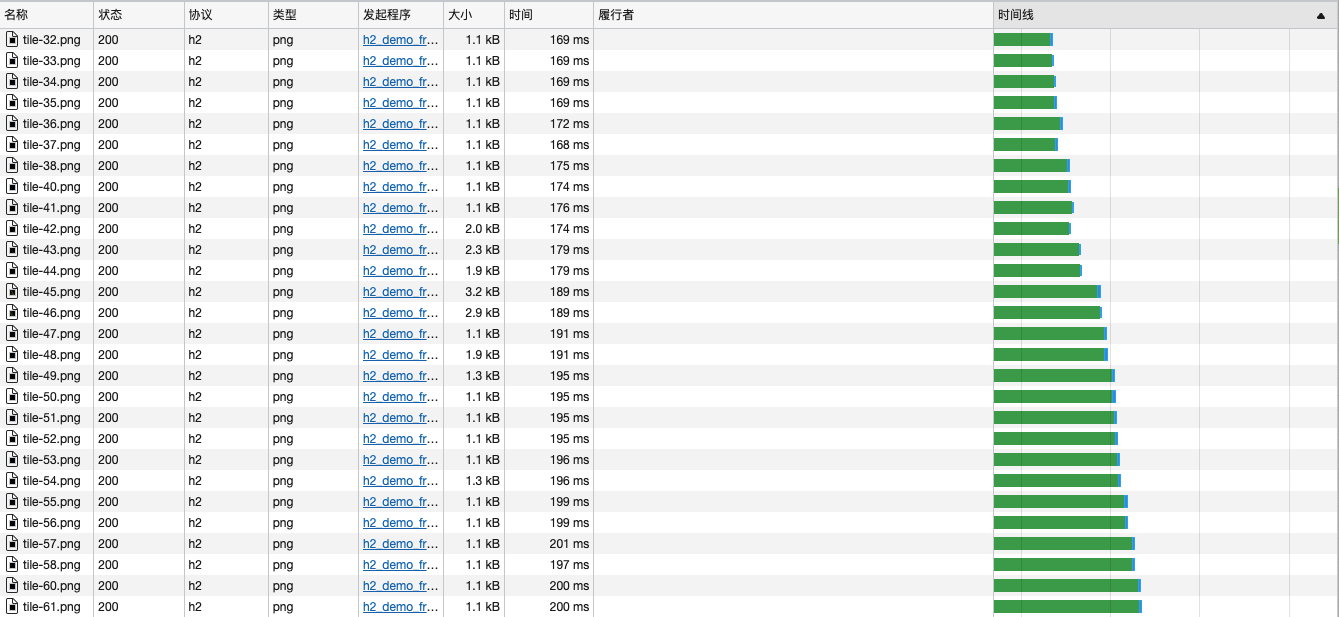 名称 状态 协议 类型 发起程序 大小 时间 履行者 时间线
tile-32.png 200 h2 png h2_demo_fr... 1.1 kB 169 ms
tile-33.png 200 h2 png h2_demo_fr... 1.1 kB 169 ms
tile-34.png 200 h2 png h2_demo_fr... 1.1 kB 169 ms
tile-35.png 200 h2 png h2_demo_fr... 1.1 kB 169 ms
tile-36.png 200 h2 png h2_demo_fr... 1.1 kB 172 ms
tile-37.png 200 h2 png h2_demo_fr... 1.1 kB 168 ms
tile-38.png 200 h2 png h2_demo_fr... 1.1 kB 175 ms
tile-40.png 200 h2 png h2_demo_fr... 1.1 kB 174 ms
tile-41.png 200 h2 png h2_demo_fr... 1.1 kB 176 ms
tile-42.png 200 h2 png h2_demo_fr... 2.0 kB 174 ms
tile-43.png 200 h2 png h2_demo_fr... 2.3 kB 179 ms
tile-44.png 200 h2 png h2_demo_fr... 1.9 kB 179 ms
tile-45.png 200 h2 png h2_demo_fr... 3.2 kB 189 ms
tile-46.png 200 h2 png h2_demo_fr... 2.9 kB 189 ms
tile-47.png 200 h2 png h2_demo_fr... 1.1 kB 191 ms
tile-48.png 200 h2 png h2_demo_fr... 1.9 kB 191 ms
tile-49.png 200 h2 png h2_demo_fr... 1.3 kB 195 ms
tile-50.png 200 h2 png h2_demo_fr... 1.1 kB 195 ms
tile-51.png 200 h2 png h2_demo_fr... 1.1 kB 195 ms
tile-52.png 200 h2 png h2_demo_fr... 1.1 kB 195 ms
tile-53.png 200 h2 png h2_demo_fr... 1.1 kB 196 ms
tile-54.png 200 h2 png h2_demo_fr... 1.3 kB 196 ms
tile-55.png 200 h2 png h2_demo_fr... 1.1 kB 199 ms
tile-56.png 200 h2 png h2_demo_fr... 1.1 kB 199 ms
tile-57.png 200 h2 png h2_demo_fr... 1.1 kB 201 ms
tile-58.png 200 h2 png h2_demo_fr... 1.1 kB 197 ms
tile-60.png 200 h2 png h2_demo_fr... 1.1 kB 200 ms
tile-61.png 200 h2 png h2_demo_fr... 1.1 kB 200 ms